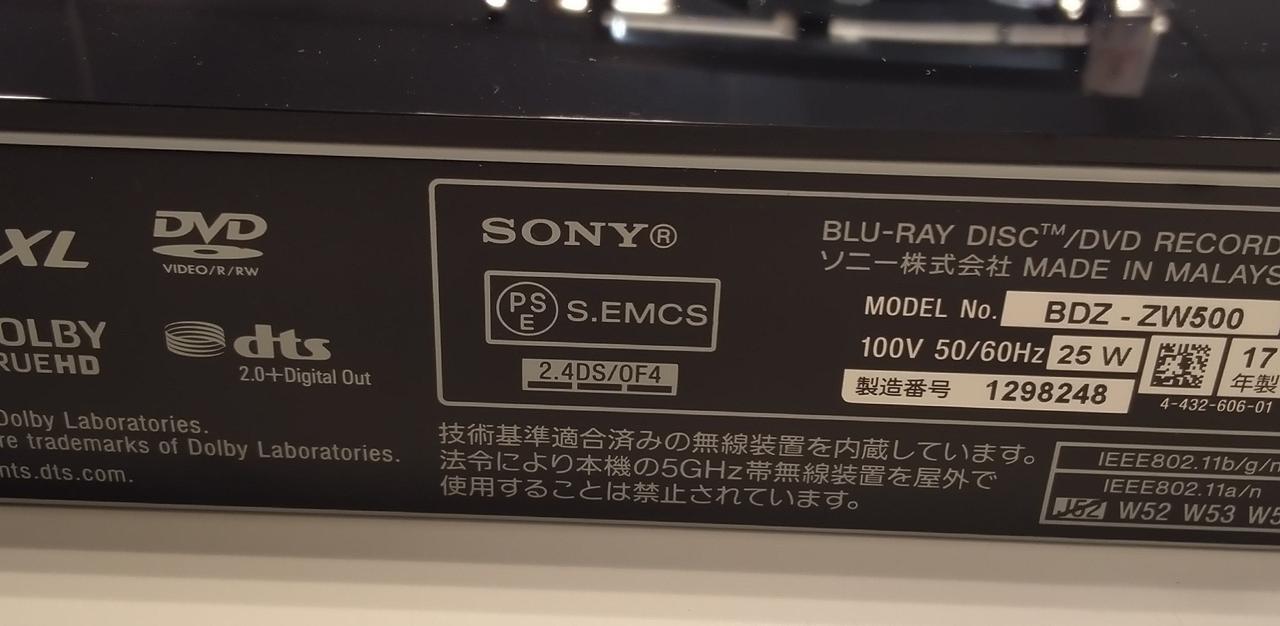 XL
DVD
VIDEO/R/RW
DOLBY
TRUEHD
dts
2.0+Digital Out
Dolby Laboratories.
re trademarks of Dolby Laboratories.
nts.dts.com.
SONY®
PSE S.EMCS
2.4DS/OF4
BLU-RAY DISC™/DVD RECORD
ソニー株式会社 MADE IN MALAYS
MODEL No. BDZ - ZW500
100V 50/60Hz 25 W
製造番号 1298248
17
年製
4-432-606-01
技術基準適合済みの無線装置を内蔵しています。
法令により本機の5GHz帯無線装置を屋外で
使用することは禁止されています。
IEEE802.11b/g/n
IEEE802.11a/n
J52 W52 W53 W5